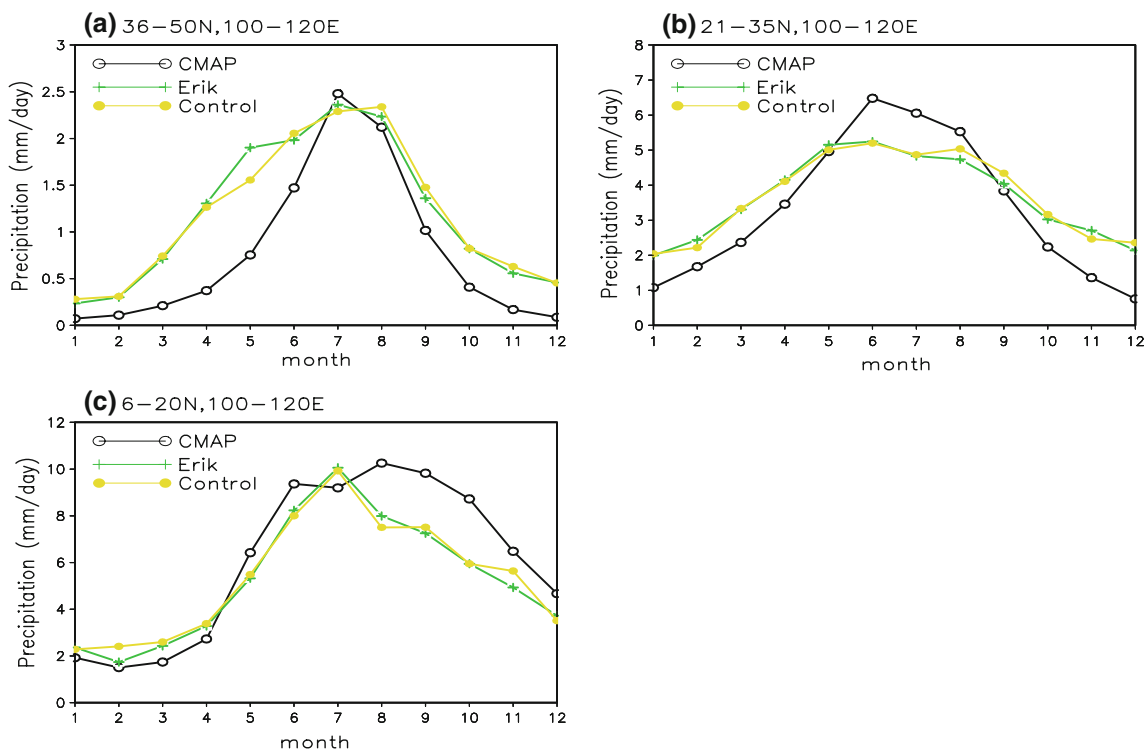 (a) 36-50N,100-120E
Precipitation (mm/day)
3
2.5
2
1.5
1
0.5
0
CMAP
Erik
Control
1 2 3 4 5 6 7 8 9 10 11 12
month
(b) 21-35N,100-120E
Precipitation (mm/day)
8
7
6
5
4
3
2
1
0
CMAP
Erik
Control
1 2 3 4 5 6 7 8 9 10 11 12
month
(c) 6-20N,100-120E
Precipitation (mm/day)
12
10
8
6
4
2
0
CMAP
Erik
Control
1 2 3 4 5 6 7 8 9 10 11 12
month